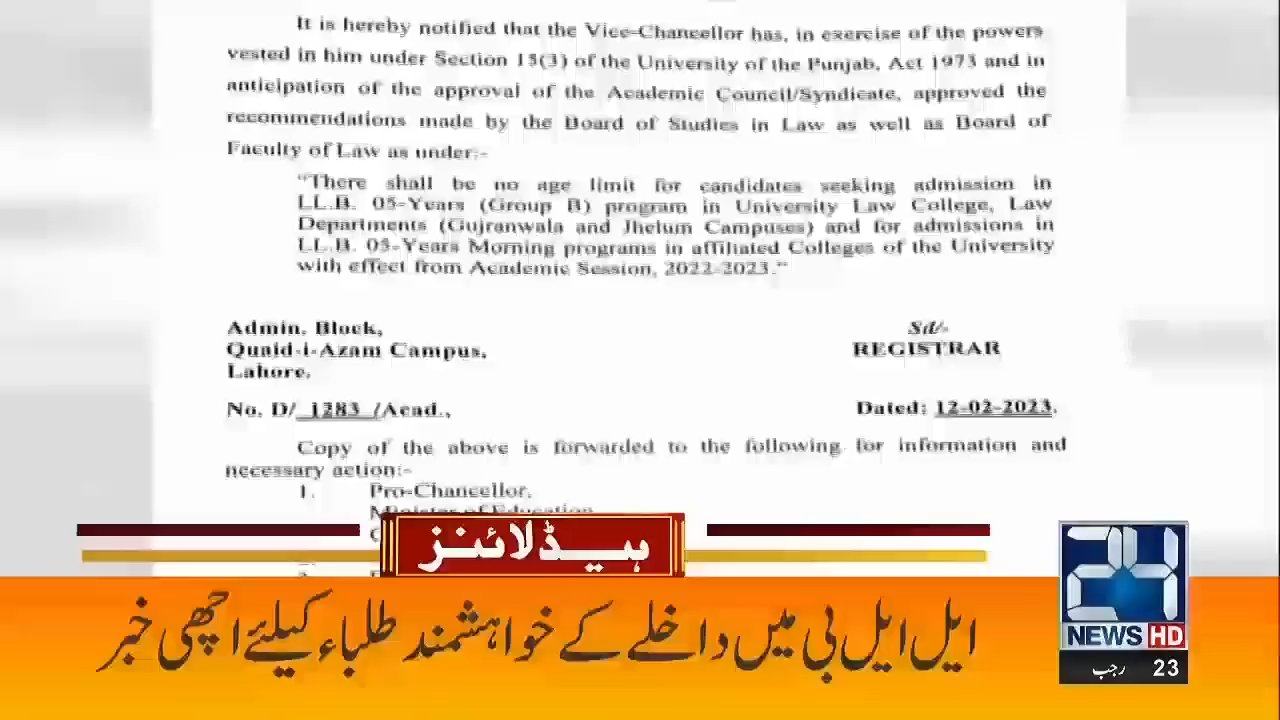 It is hereby notified that the Vice-Chancellor has, in exercise of the powers
vested in him under Section 15(3) of the University of the Punjab, Act 1973 and in
anticipation of the approval of the Academic Council/Syndicate, approved the
recommendations made by the Board of Studies in Law as well as Board of
Faculty of Law as under:-
"There shall be no age limit for candidates seeking admission in
LL.B. 05-Years (Group B) program in University Law College, Law
Departments (Gujranwala and Jhelum Campuses) and for admissions in
LL.B. 05-Years Morning programs in affiliated Colleges of the University
with effect from Academic Session, 2022-2023."
Admin. Block,
Quaid-i-Azam Campus,
Lahore.
Sd/-
REGISTRAR
No. D/ 1283 /Acad.,
Dated: 12-02-2023.
Copy of the above is forwarded to the following for information and
necessary action:-
1. Pro-Chancellor,
Minister of Education
ہیڈلائنز
ایل ایل بی میں داخلے کے خواہشمند طلباء کیلئے اچھی خبر
24
NEWS HD
23 رجب